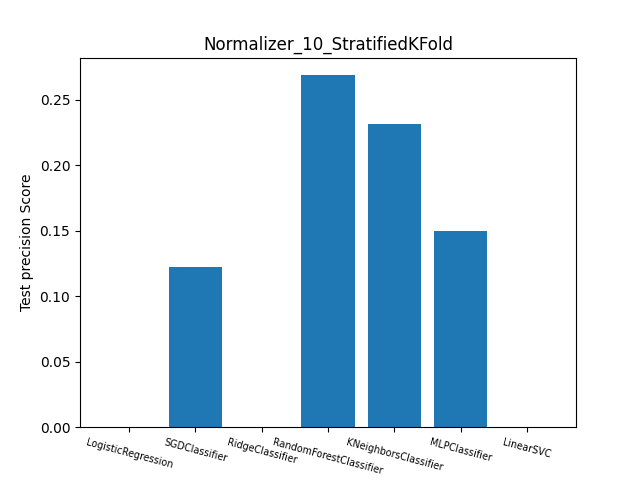 Normalizer_10_StratifiedKFold
Test precision Score
0.25
0.20
0.15
0.10
0.05
0.00
LogisticRegression
SGDClassifier
RidgeClassifier
RandomForestClassifier
KNeighborsClassifier
MLPClassifier
LinearSVC